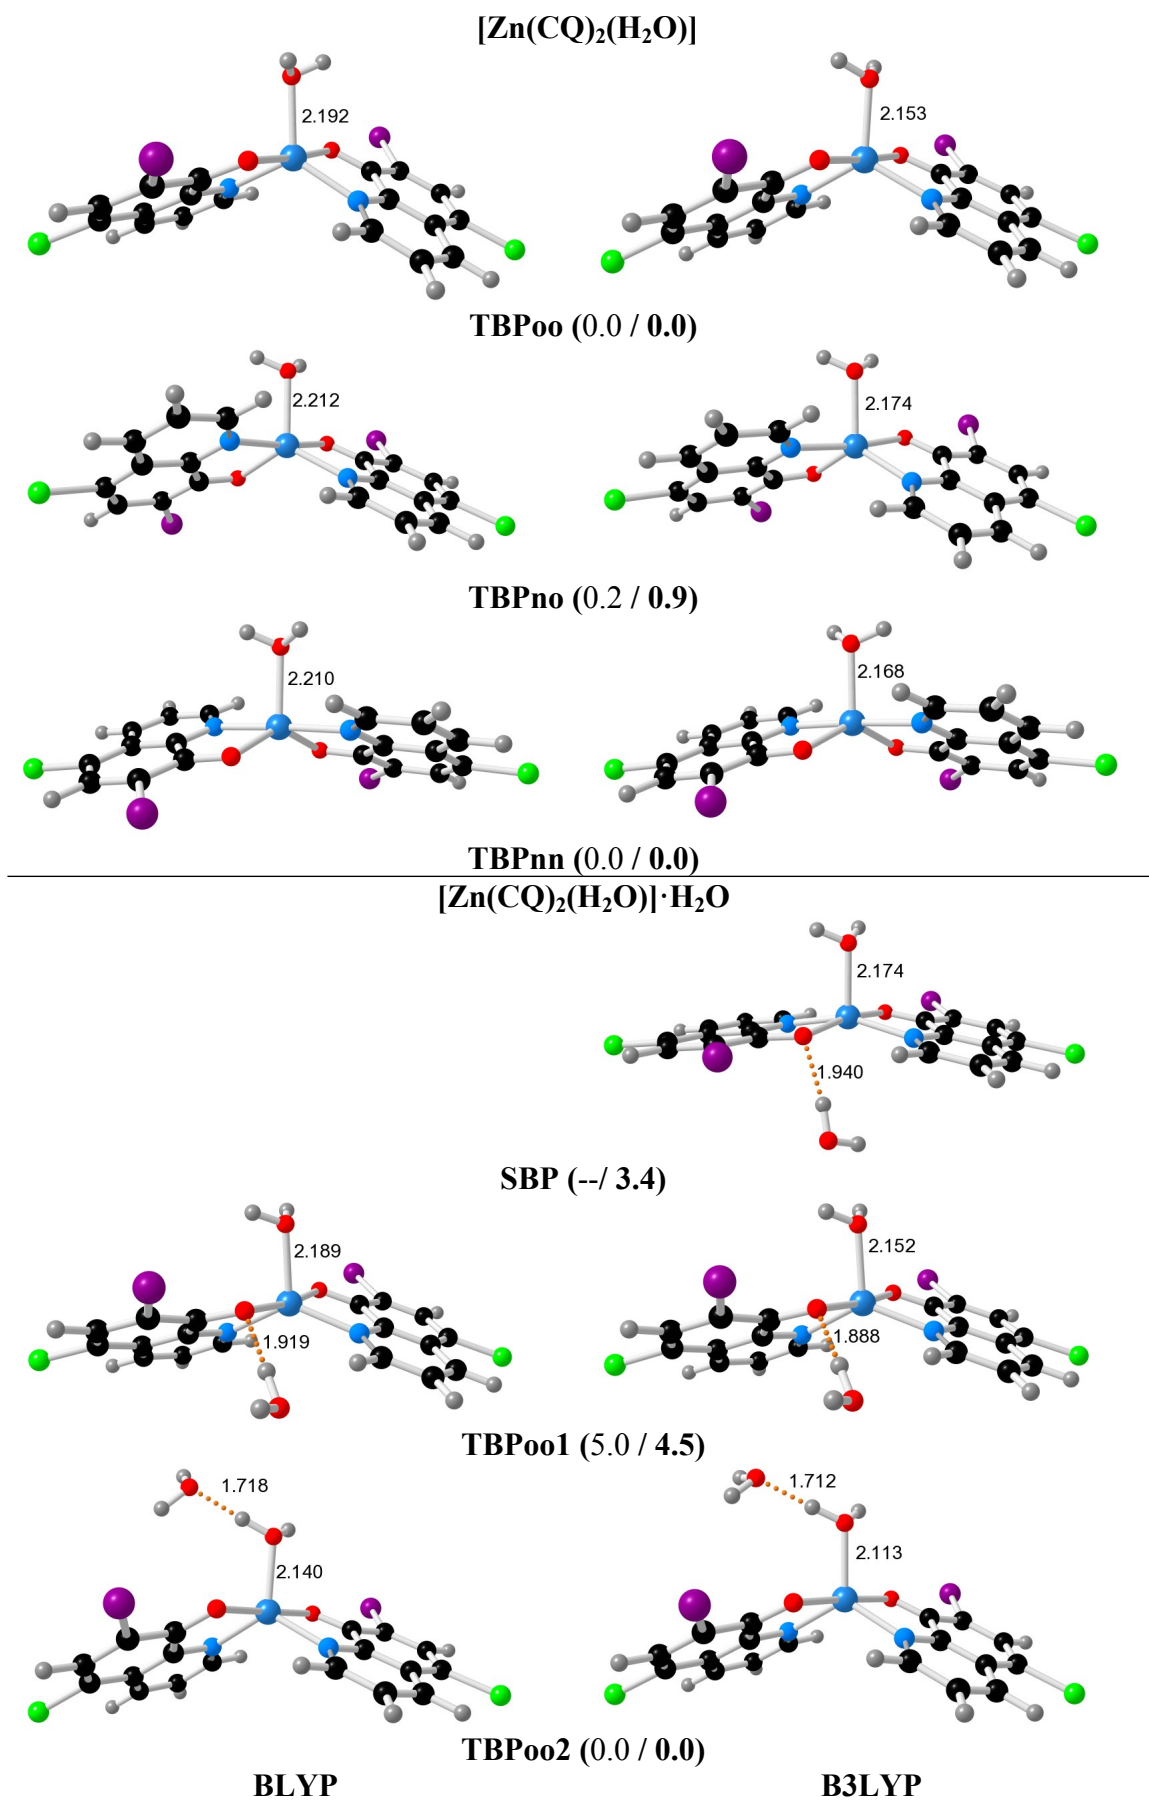 [Zn(CQ)₂(H₂O)]
2.192 2.153
TBPoo (0.0 / 0.0)
2.212 2.174
TBPno (0.2 / 0.9)
2.210 2.168
TBPnn (0.0 / 0.0)
[Zn(CQ)₂(H₂O)]·H₂O
2.174
1.940
SBP (--/ 3.4)
2.189 2.152
1.919 1.888
TBPoo1 (5.0 / 4.5)
1.718 1.712
2.140 2.113
TBPoo2 (0.0 / 0.0)
BLYP B3LYP